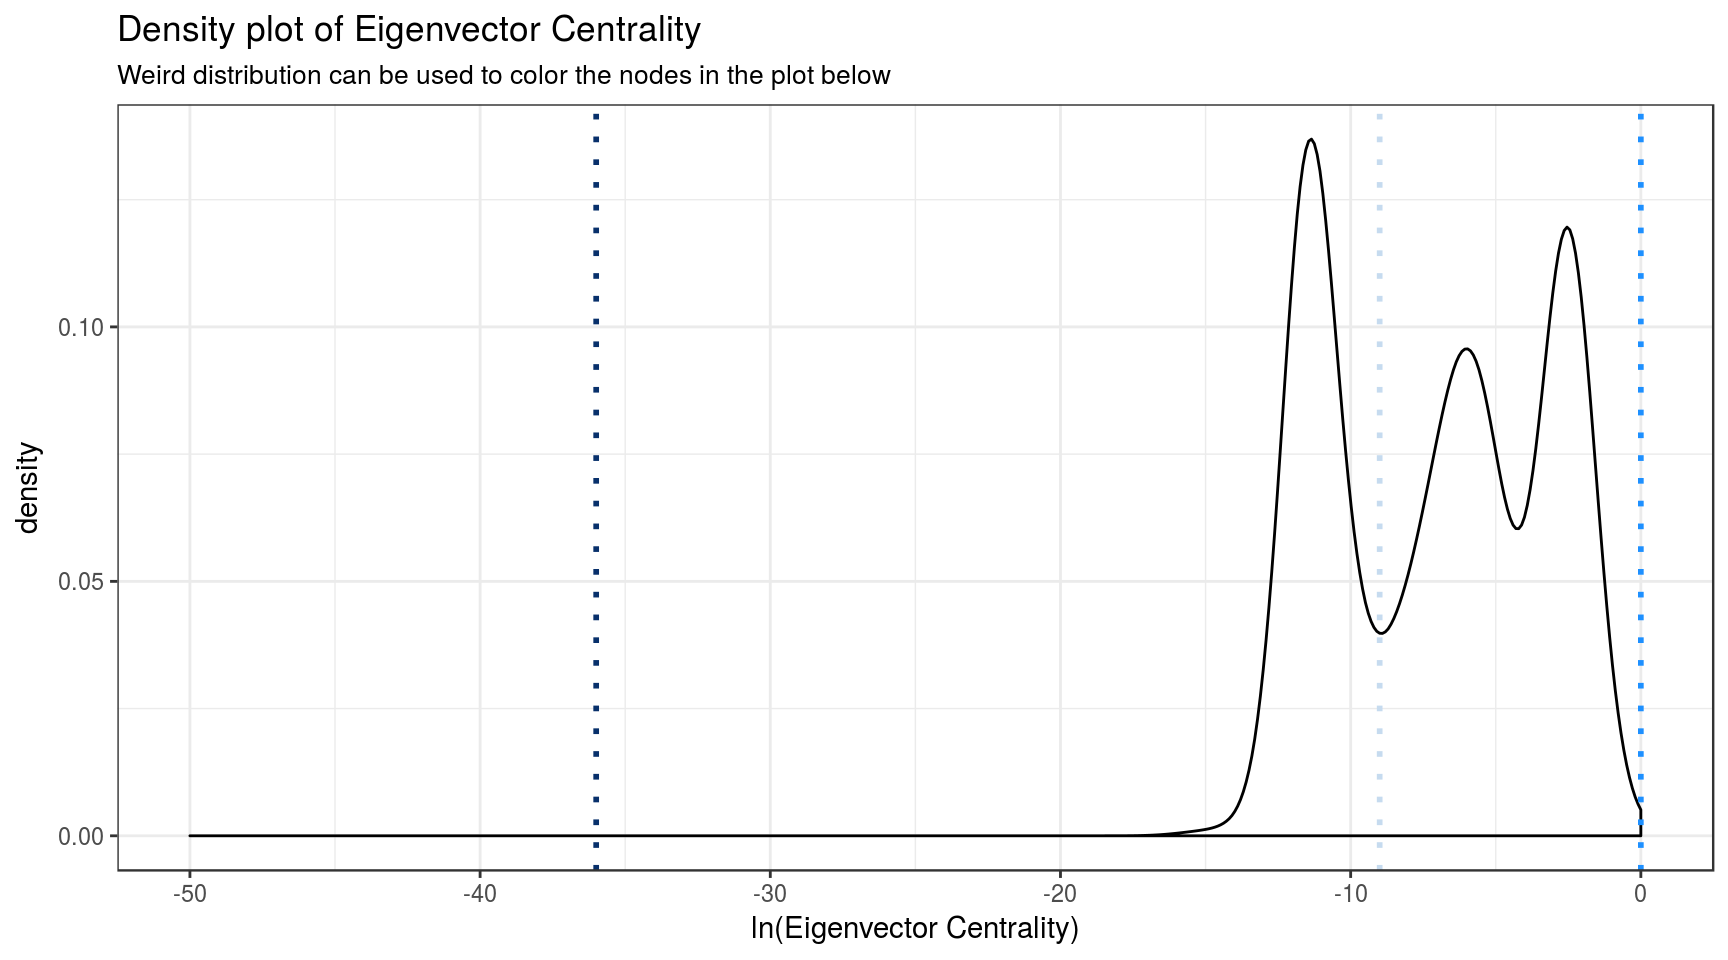 Density plot of Eigenvector Centrality
Weird distribution can be used to color the nodes in the plot below
density
0.10
0.05
0.00
-50
-40
-30
-20
-10
0
ln(Eigenvector Centrality)